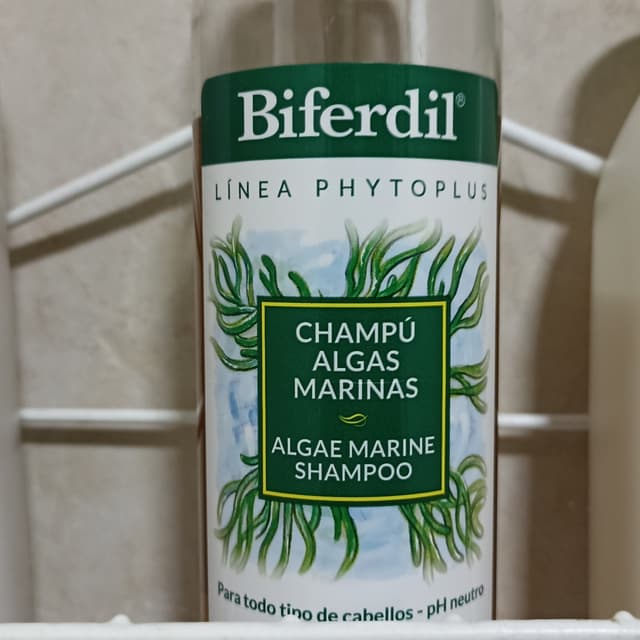 Biferdil®
LÍNEA PHYTOPLUS
CHAMPÚ
ALGAS
MARINAS
ALGAE MARINE
SHAMPOO
Para todo tipo de cabellos - pH neutro